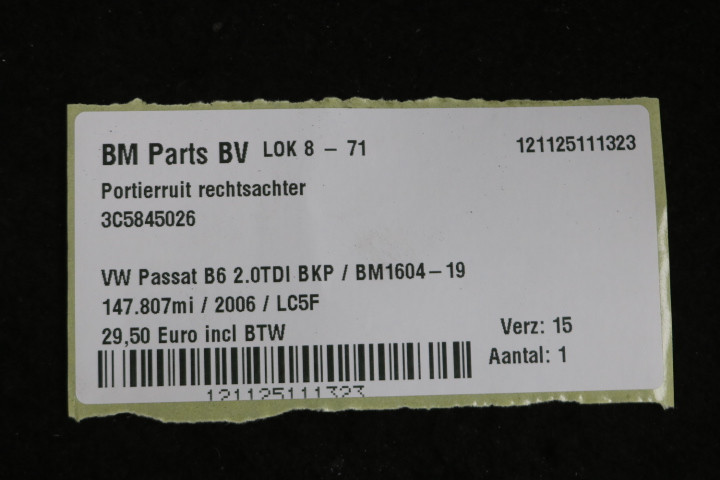 BM Parts BV LOK 8 - 71 121125111323
Portierruit rechtsachter
3C5845026
VW Passat B6 2.0TDI BKP / BM1604-19
147.807mi / 2006 / LC5F
29,50 Euro incl BTW
Verz: 15
Aantal: 1
121125111323